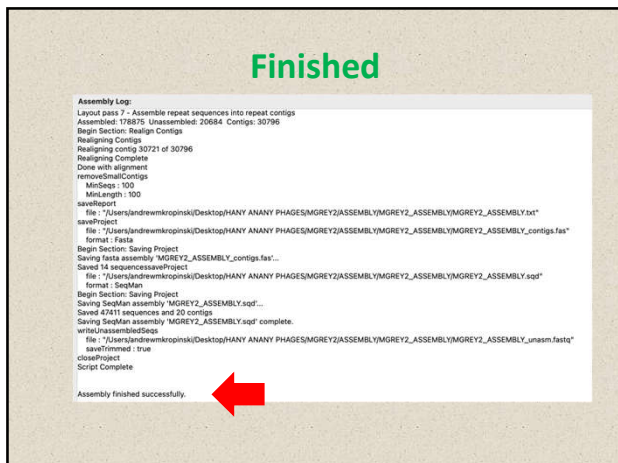 Finished
Assembly Log:
Layout pass 7 - Assemble repeat sequences into repeat contigs
Assembled: 178875 Unassembled: 20684 Contigs: 30796
Begin Section: Realign Contigs
Realigning Contigs
Realigning contig 30721 of 30796
Realigning Complete
Done with alignment
removeSmallContigs
MinSeqs : 100
MinLength : 100
saveReport
file : "/Users/andrewmkropinski/Desktop/HANY ANANY PHAGES/MGREY2/ASSEMBLY/MGREY2_ASSEMBLY/MGREY2_ASSEMBLY.txt"
saveProject
file : "/Users/andrewmkropinski/Desktop/HANY ANANY PHAGES/MGREY2/ASSEMBLY/MGREY2_ASSEMBLY/MGREY2_ASSEMBLY_contigs.fas"
format : Fasta
Begin Section: Saving Project
Saving fasta assembly 'MGREY2_ASSEMBLY_contigs.fas'...
Saved 14 sequencessaveProject
file : "/Users/andrewmkropinski/Desktop/HANY ANANY PHAGES/MGREY2/ASSEMBLY/MGREY2_ASSEMBLY/MGREY2_ASSEMBLY.sqd"
format : SeqMan
Begin Section: Saving Project
Saving SeqMan assembly 'MGREY2_ASSEMBLY.sqd'...
Saved 47411 sequences and 20 contigs
Saving SeqMan assembly 'MGREY2_ASSEMBLY.sqd' complete.
writeUnassembledSeqs
file : "/Users/andrewmkropinski/Desktop/HANY ANANY PHAGES/MGREY2/ASSEMBLY/MGREY2_ASSEMBLY/MGREY2_ASSEMBLY_unasm.fastq"
saveTrimmed : true
closeProject
Script Complete
Assembly finished successfully.